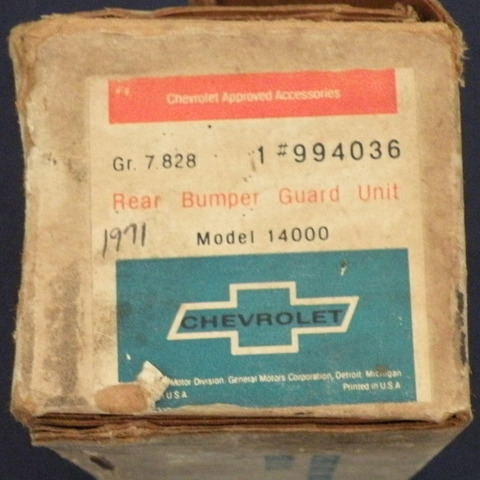 Chevrolet Approved Accessories
Gr. 7.828 1 #994036
Rear Bumper Guard Unit
1971 Model 14000
CHEVROLET
Motor Division, General Motors Corporation, Detroit, Michigan
U S A Printed in U.S.A.